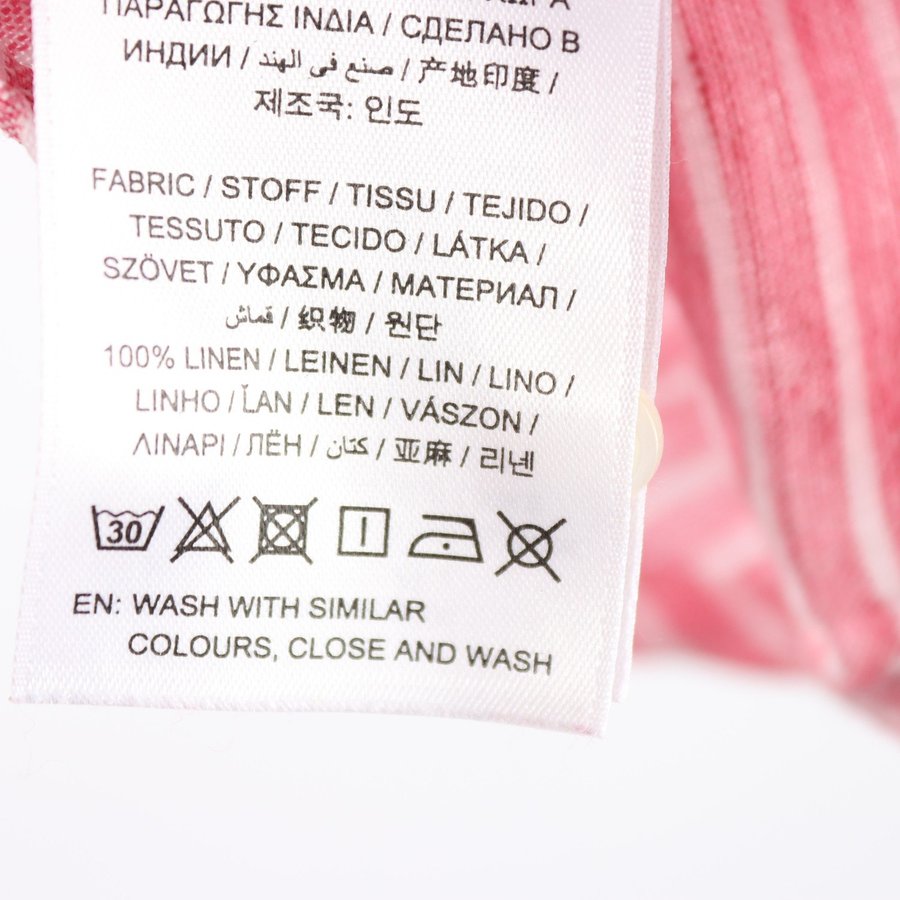 ΠΑΡΑΓΩΓΗΣ ΙΝΔΙΑ / СДЕЛАНО В
ИНДИИ / صنع في الهند / 产地印度 /
제조국: 인도
FABRIC / STOFF / TISSU / TEJIDO /
TESSUTO / TECIDO / LÁTKA /
SZÖVET / ΥΦΑΣΜΑ / МАТЕРИАЛ /
قماش / 织物 / 원단
100% LINEN / LEINEN / LIN / LINO /
LINHO / ĽAN / LEN / VÁSZON /
ΛΙΝΑΡΙ / ЛЁН / كتان / 亚麻 / 리넨
30
EN: WASH WITH SIMILAR
COLOURS, CLOSE AND WASH